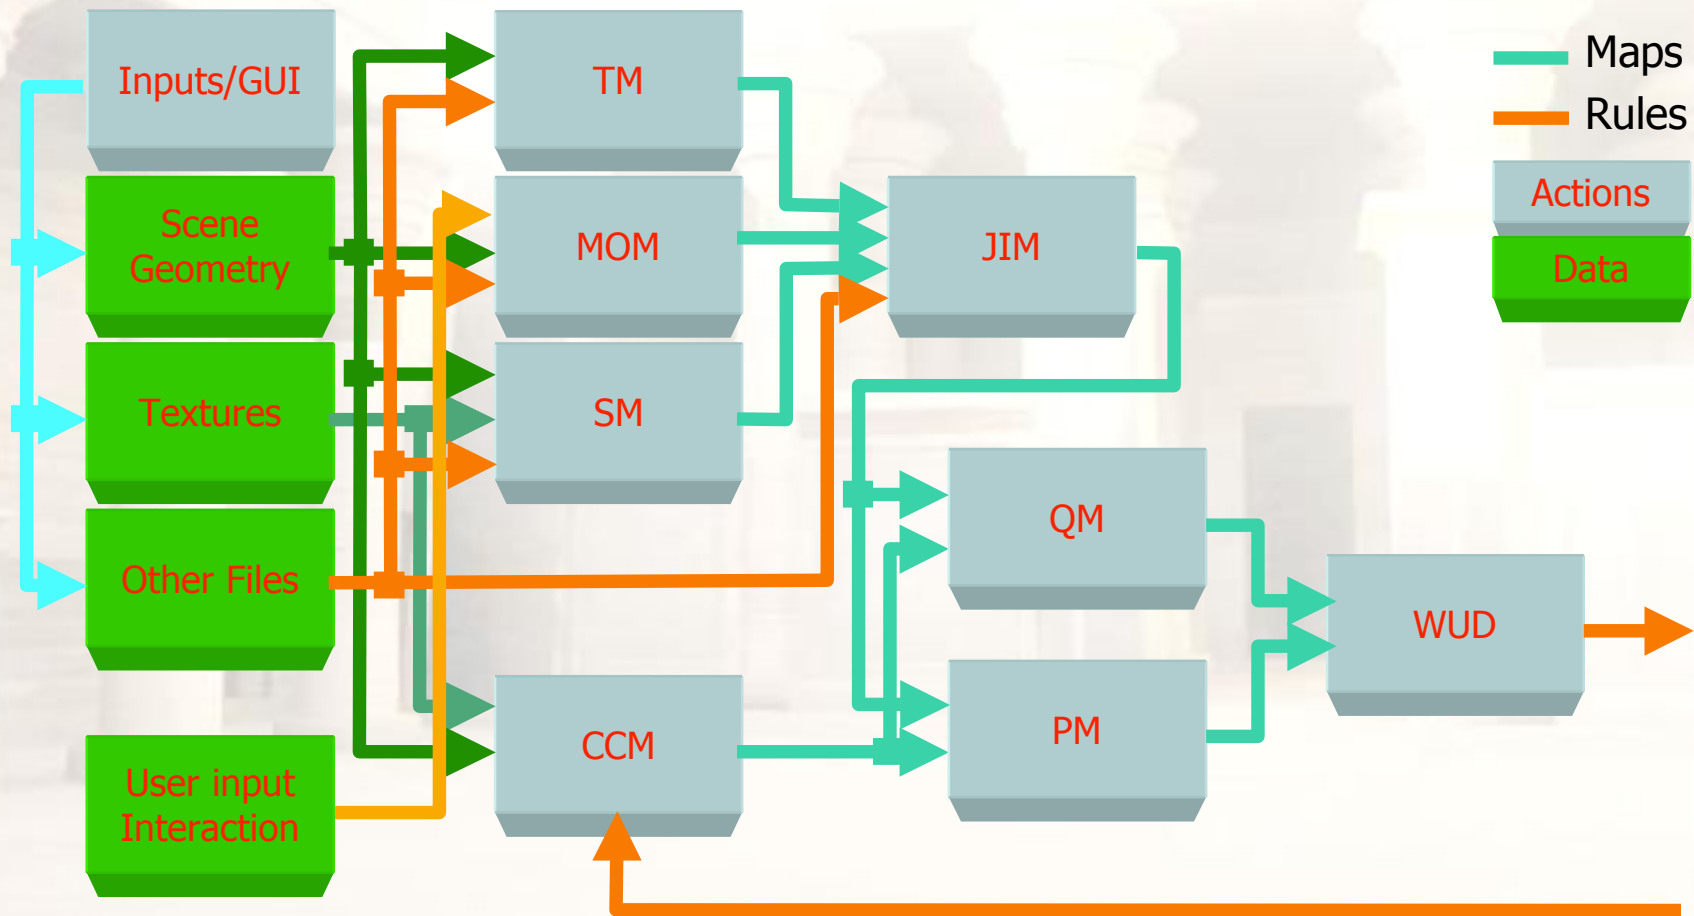 Inputs/GUI
Scene
Geometry
Textures
Other Files
User input
Interaction
TM
MOM
SM
CCM
JIM
QM
PM
WUD
Maps
Rules
Actions
Data